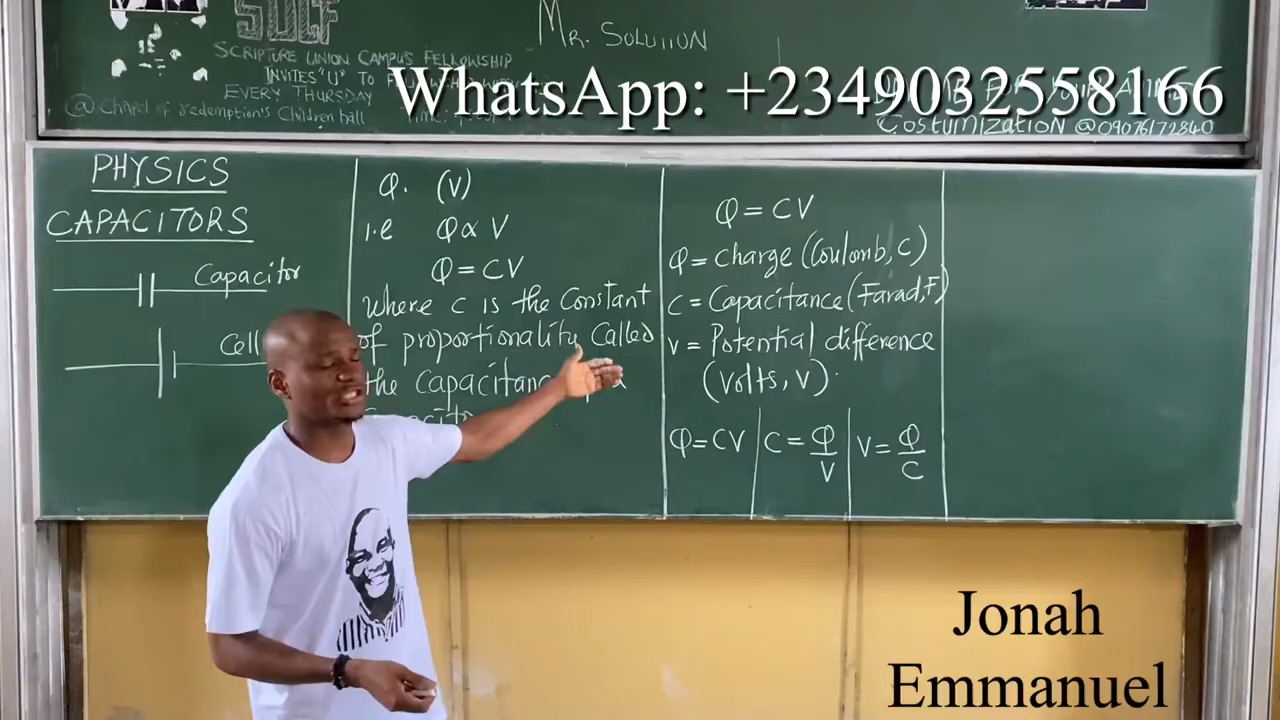 SUCF
SCRIPTURE UNION CAMPUS FELLOWSHIP
INVITES "U" TO
EVERY THURSDAY
@ Chapel of redemption's Children hall
MR. SOLUTION
WhatsApp: +2349032558166
COSTUMIZATION @09076172840
PHYSICS
CAPACITORS
Capacitor
Cell
Q. (V)
i.e Q ∝ V
Q = CV
Where C is the Constant
of proportionality Called
the Capacitance
Q = CV
Q = charge (Coulomb, C)
C = Capacitance (Farad, F)
V = Potential difference
(Volts, V).
Q = CV | C = Q/V | V = Q/C
Jonah
Emmanuel